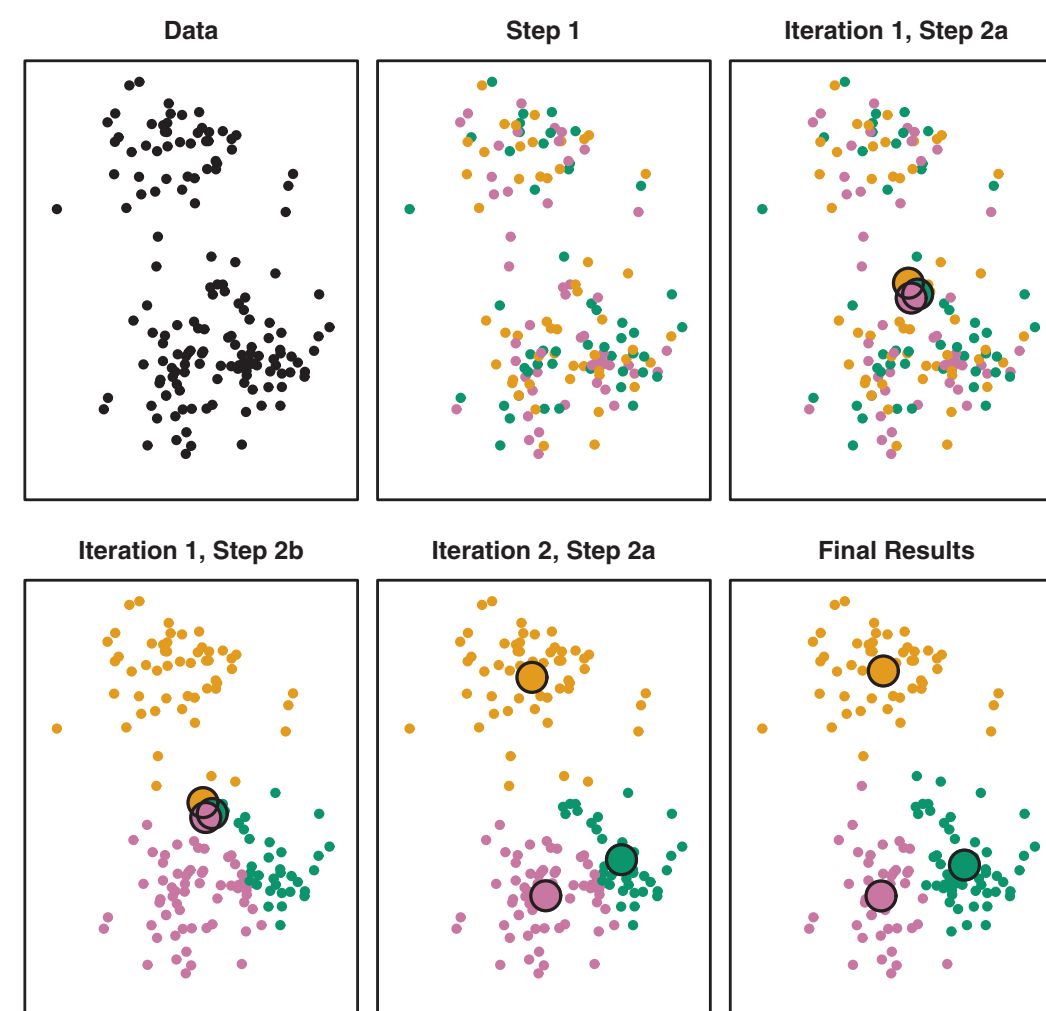 Data
Step 1
Iteration 1, Step 2a
Iteration 1, Step 2b
Iteration 2, Step 2a
Final Results